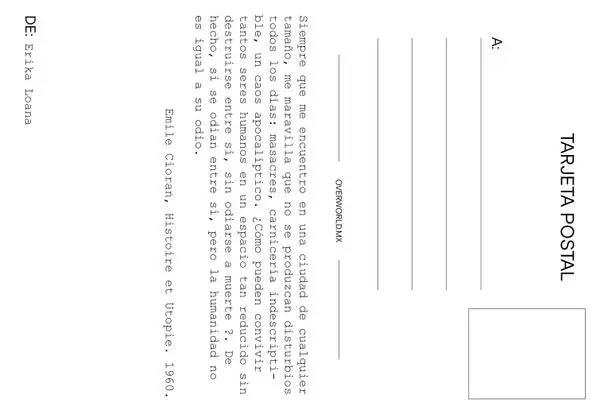 TARJETA POSTAL
A:
OVERWORLD.MX
Siempre que me encuentro en una ciudad de cualquier
tamaño, me maravilla que no se produzcan disturbios
todos los días: masacres, carnicería indescripti-
ble, un caos apocalíptico. ¿Cómo pueden convivir
tantos seres humanos en un espacio tan reducido sin
destruirse entre sí, sin odiarse a muerte ?. De
hecho, si se odian entre sí, pero la humanidad no
es igual a su odio.
Emile Cioran, Histoire et Utopie. 1960.
DE: Erika Loana